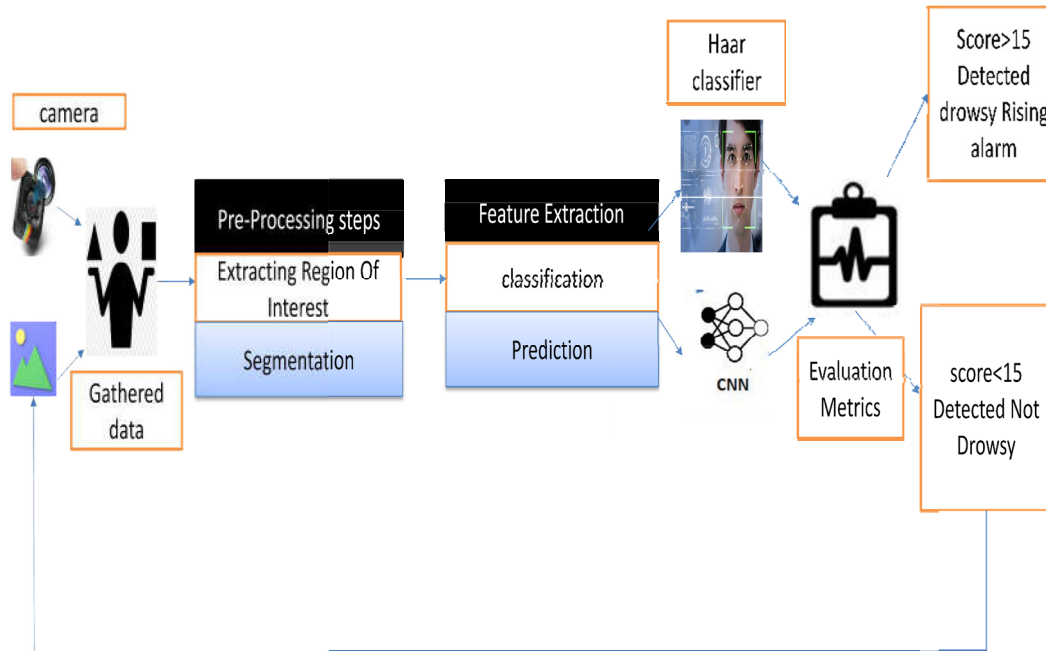 camera
Gathered
data
Pre-Processing steps
Extracting Region Of
Interest
Segmentation
Feature Extraction
classification
Prediction
Haar
classifier
CNN
Evaluation
Metrics
Score>15
Detected
drowsy Rising
alarm
score<15
Detected Not
Drowsy